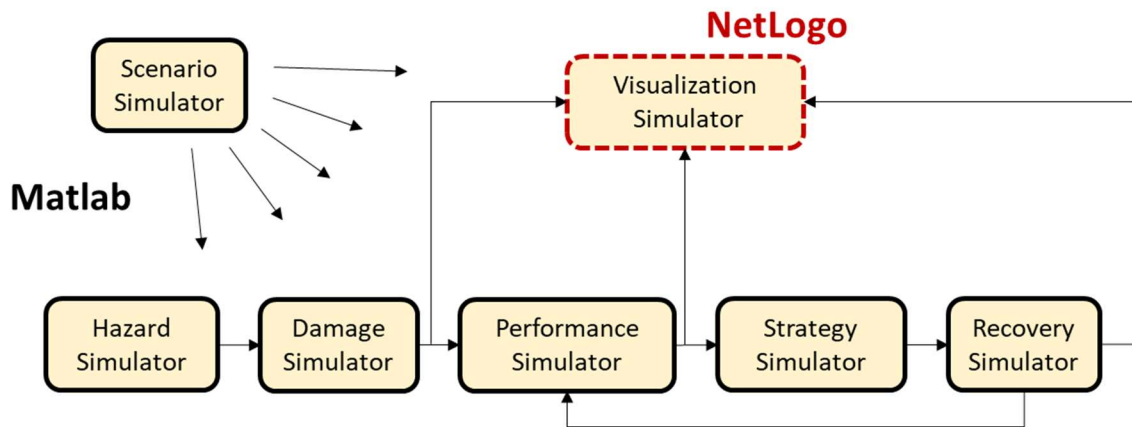 NetLogo
Scenario
Simulator
Visualization
Simulator
Matlab
Hazard
Simulator
Damage
Simulator
Performance
Simulator
Strategy
Simulator
Recovery
Simulator